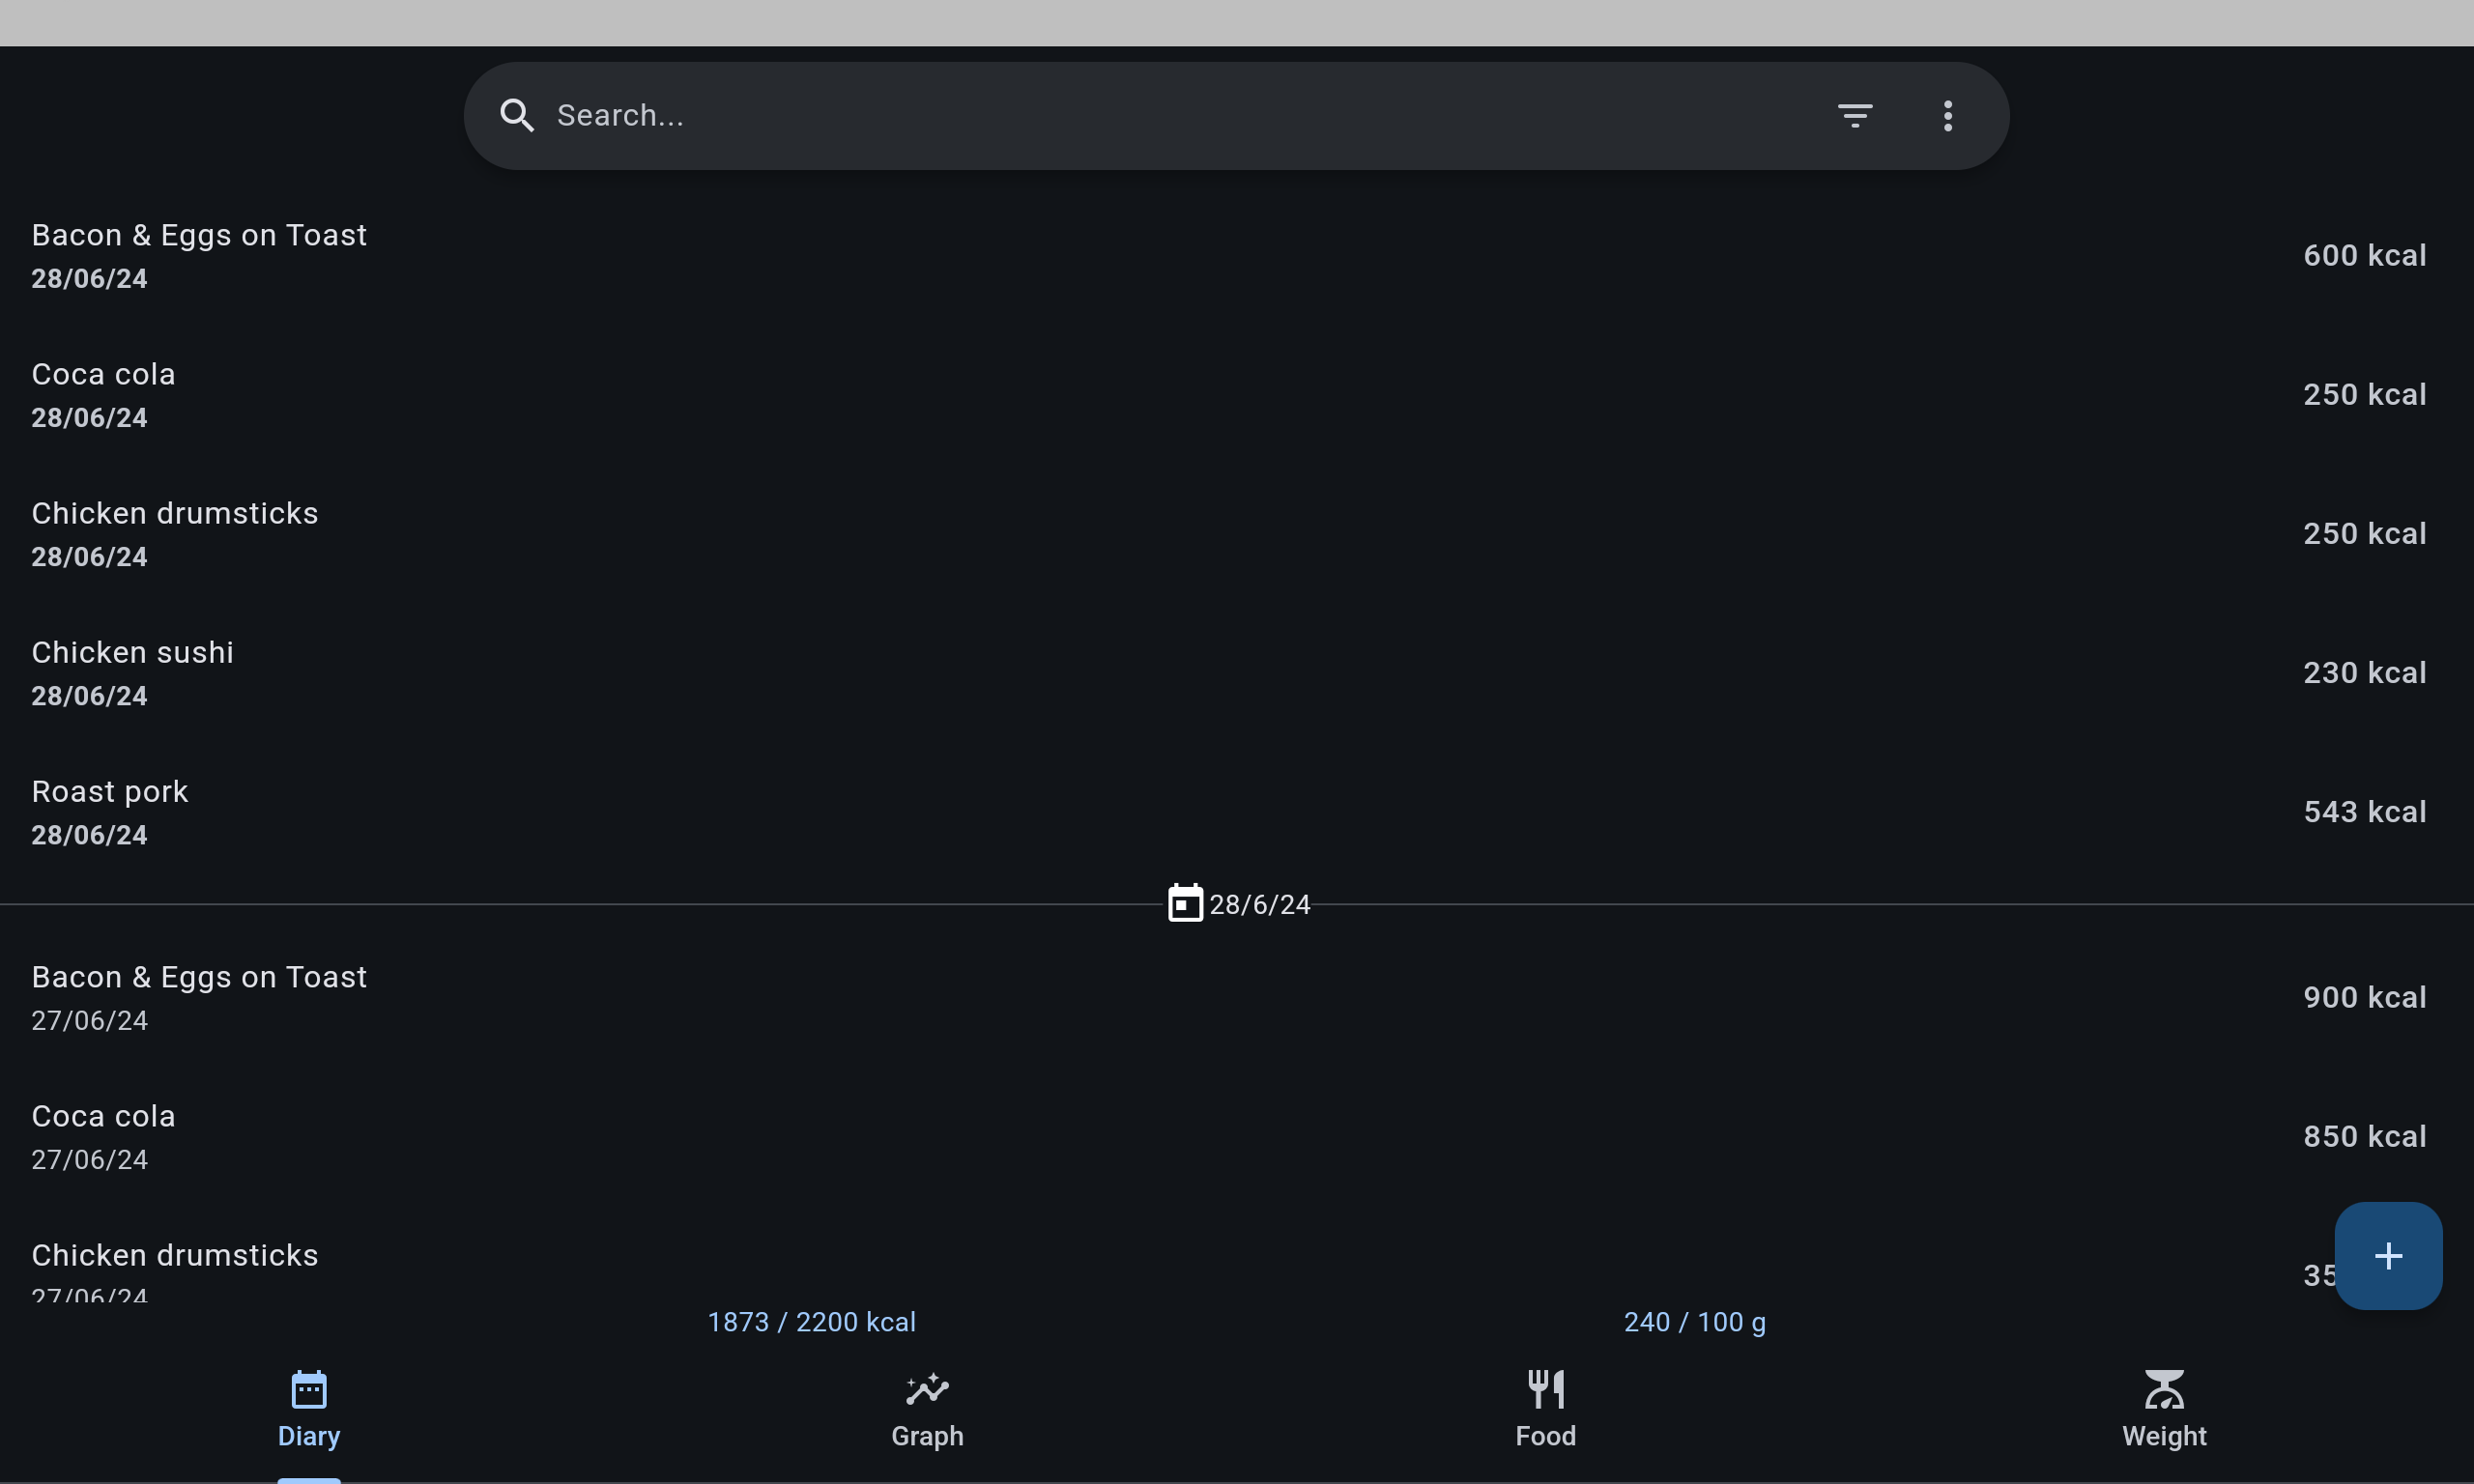 Search...
Bacon & Eggs on Toast
28/06/24
600 kcal
Coca cola
28/06/24
250 kcal
Chicken drumsticks
28/06/24
250 kcal
Chicken sushi
28/06/24
230 kcal
Roast pork
28/06/24
543 kcal
28/6/24
Bacon & Eggs on Toast
27/06/24
900 kcal
Coca cola
27/06/24
850 kcal
Chicken drumsticks
27/06/24
1873 / 2200 kcal
240 / 100 g
Diary
Graph
Food
Weight